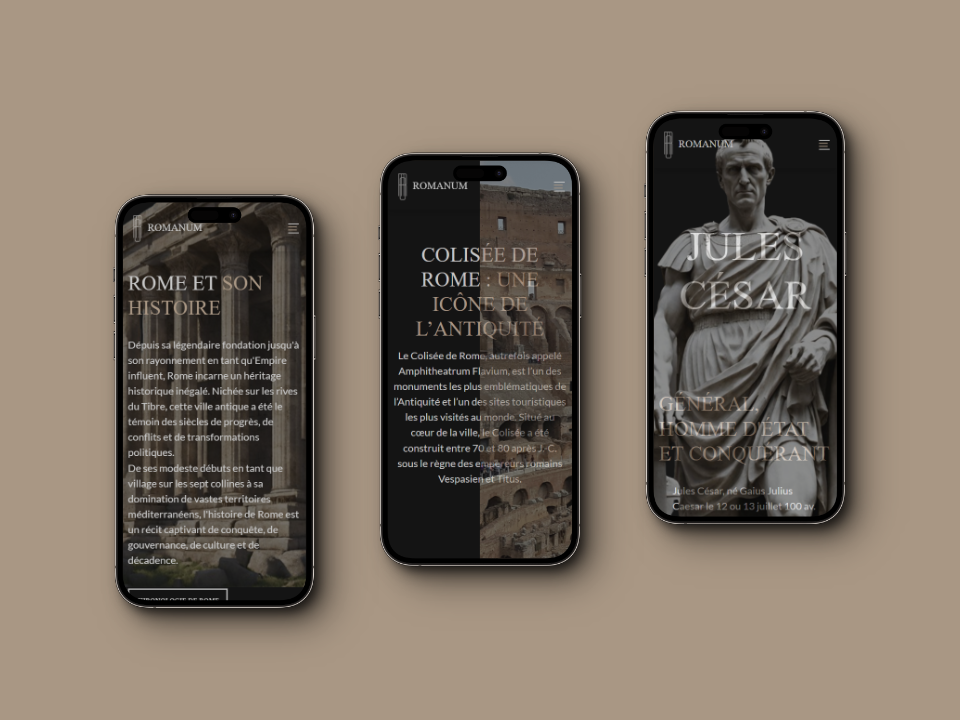 ROMANUM
ROME ET SON
HISTOIRE
Dépuis sa légendaire fondation jusqu'à
son rayonnement en tant qu'Empire
influent, Rome incarne un héritage
historique inégalé. Nichée sur les rives
du Tibre, cette ville antique a été le
témoin des siècles de progrès, de
conflits et de transformations
politiques.
De ses modeste débuts en tant que
village sur les sept collines à sa
domination de vastes territoires
méditerranéens, l'histoire de Rome est
un récit captivant de conquête, de
gouvernance, de culture et de
décadence.
DE ROME
ROMANUM
COLISÉE DE
ROME : UNE
ICÔNE DE
L'ANTIQUITÉ
Le Colisée de Rome, autrefois appelé
Amphitheatrum Flavium, est l'un des
monuments les plus emblématiques de
l'Antiquité et l'un des sites touristiques
les plus visités au monde. Situé au
cœur de la ville, le Colisée a été
construit entre 70 et 80 après J.-C.
sous le règne des empereurs romains
Vespasien et Titus.
ROMANUM
JULES
CÉSAR
GÉNÉRAL,
HOMME D'ÉTAT
ET CONQUÉRANT
Jules César, né Gaius Julius
Caesar le 12 ou 13 juillet 100 av.